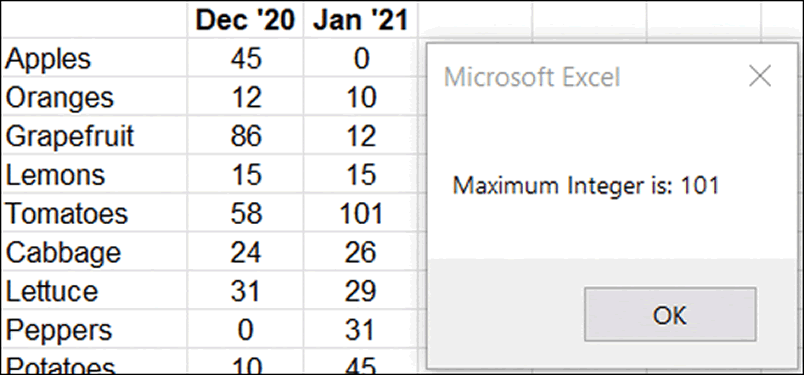 Dec '20 Jan '21
Apples 45 0
Microsoft Excel
Oranges 12 10
Grapefruit 86 12
Lemons 15 15
Maximum Integer is: 101
Tomatoes 58 101
Cabbage 24 26
Lettuce 31 29
Peppers 0 31
OK
Potatoes 10 45